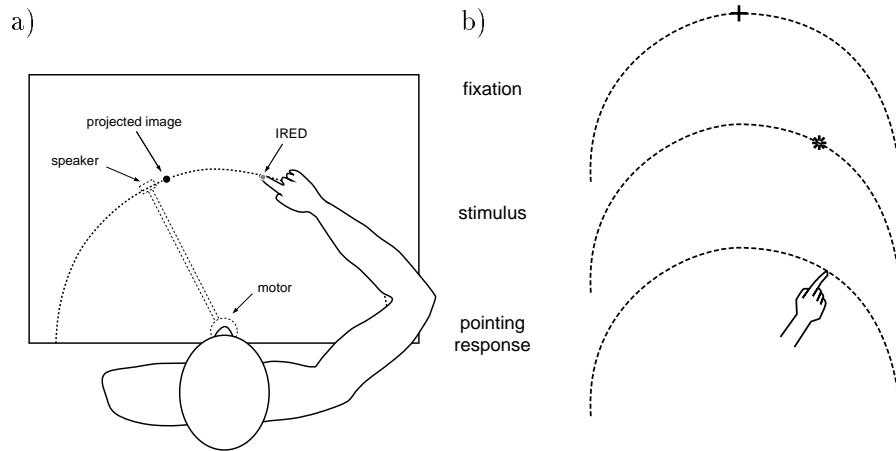 a)
projected image
IRED
speaker
motor
b)
fixation
stimulus
pointing
response